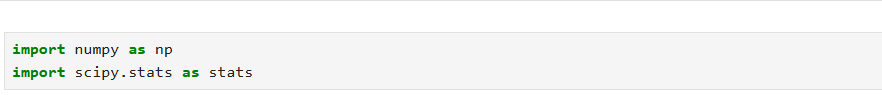 import numpy as np
import scipy.stats as stats